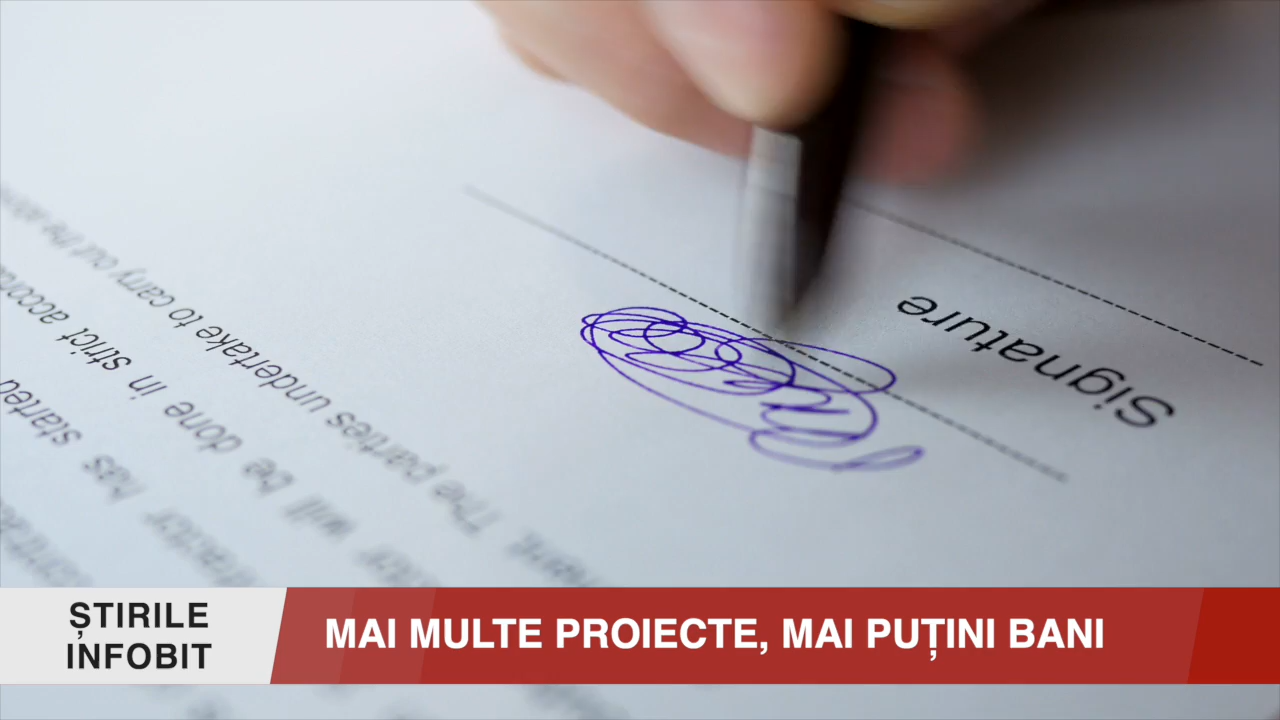 Signature
The parties undertake to carry out the
will be done in strict
has started
ȘTIRILE
INFOBIT
MAI MULTE PROIECTE, MAI PUȚINI BANI